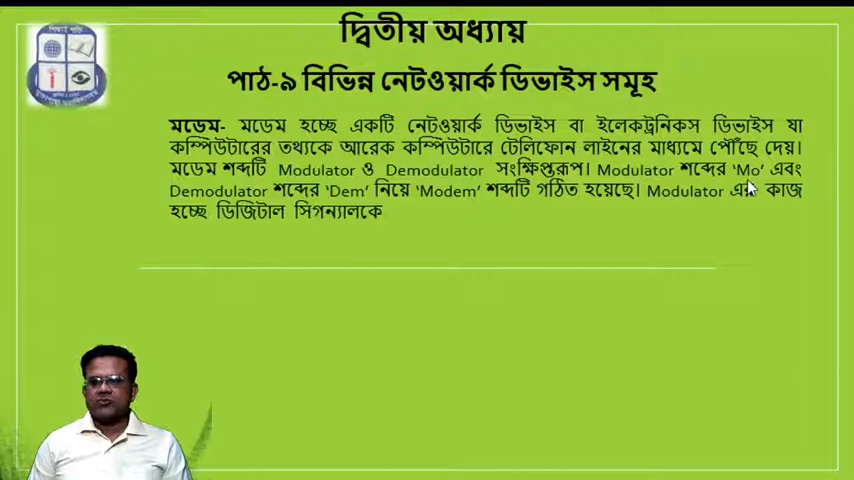 দ্বিতীয় অধ্যায়
পাঠ-৯ বিভিন্ন নেটওয়ার্ক ডিভাইস সমূহ
মডেম- মডেম হচ্ছে একটি নেটওয়ার্ক ডিভাইস বা ইলেকট্রনিকস ডিভাইস যা
কম্পিউটারের তথ্যকে আরেক কম্পিউটারে টেলিফোন লাইনের মাধ্যমে পৌঁছে দেয়।
মডেম শব্দটি Modulator ও Demodulator সংক্ষিপ্তরূপ। Modulator শব্দের ‘Mo’ এবং
Demodulator শব্দের ‘Dem’ নিয়ে ‘Modem’ শব্দটি গঠিত হয়েছে। Modulator এর কাজ
হচ্ছে ডিজিটাল সিগন্যালকে